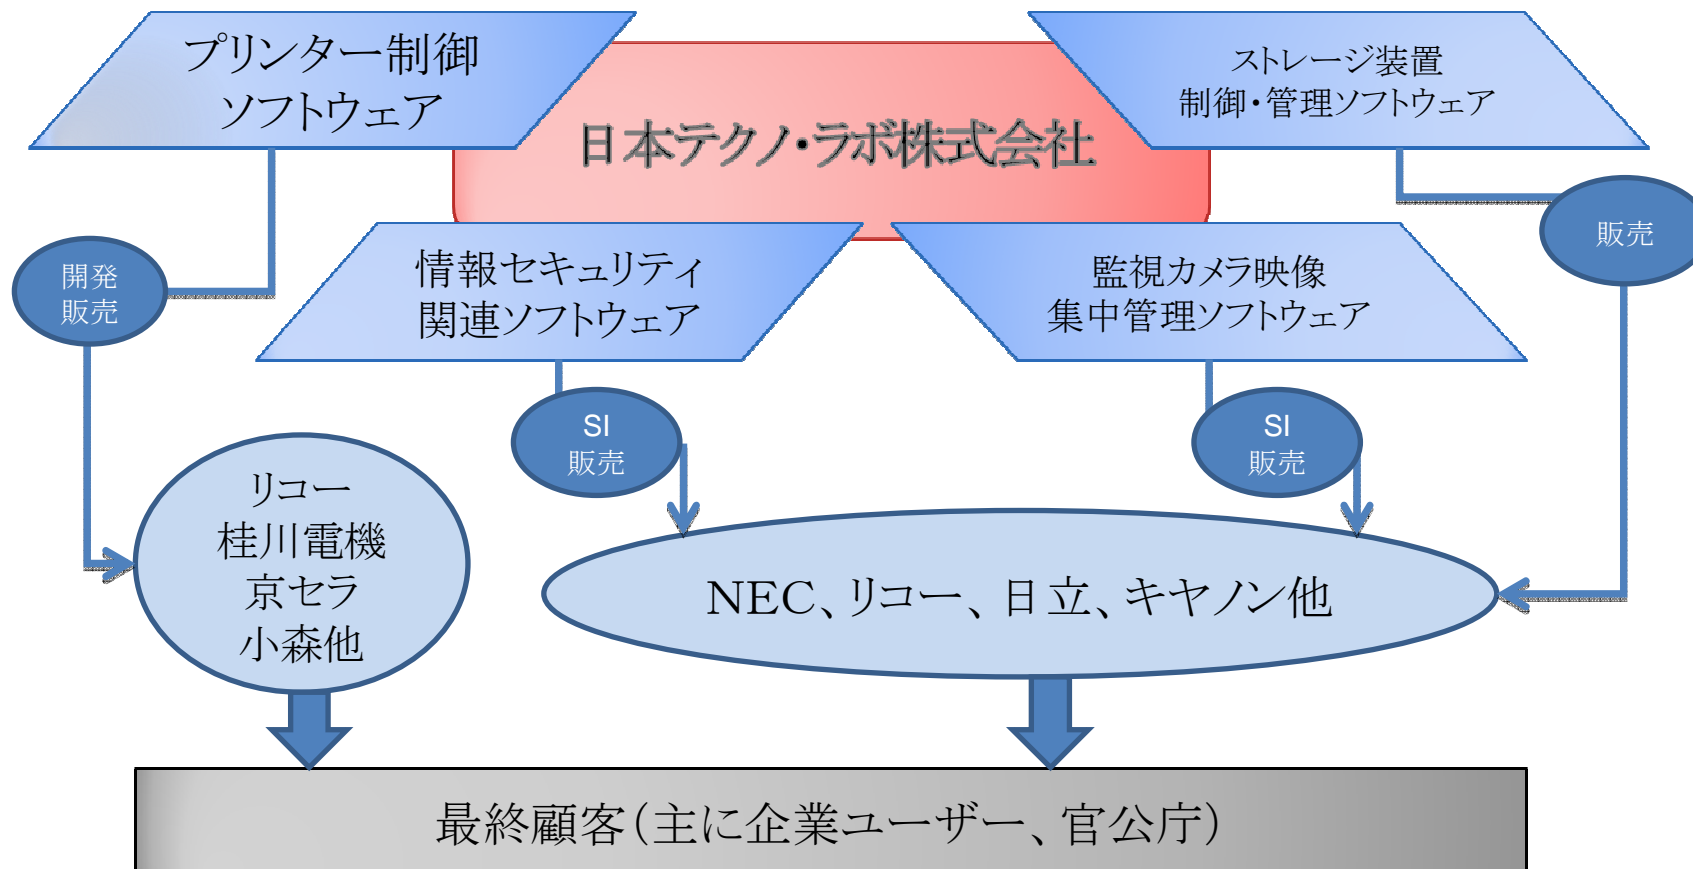 プリンター制御
ソフトウェア
日本テクノ・ラボ株式会社
ストレージ装置
制御・管理ソフトウェア
開発
販売
情報セキュリティ
関連ソフトウェア
監視カメラ映像
集中管理ソフトウェア
販売
SI
販売
SI
販売
リコー
桂川電機
京セラ
小森他
NEC、リコー、日立、キヤノン他
最終顧客(主に企業ユーザー、官公庁)